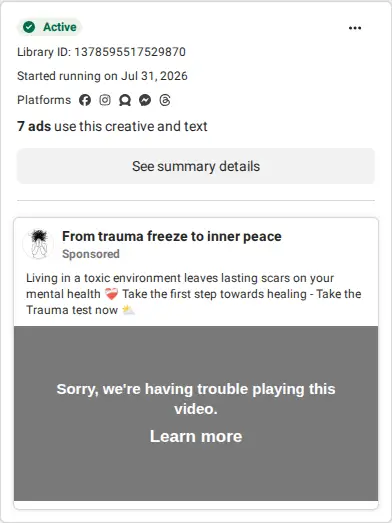 Active
Library ID: 1378595517529870
Started running on Jul 31, 2026
Platforms
7 ads use this creative and text
See summary details
From trauma freeze to inner peace
Sponsored
Living in a toxic environment leaves lasting scars on your
mental health ❤️‍🩹 Take the first step towards healing - Take the
Trauma test now ⛅
Sorry, we're having trouble playing this
video.
Learn more